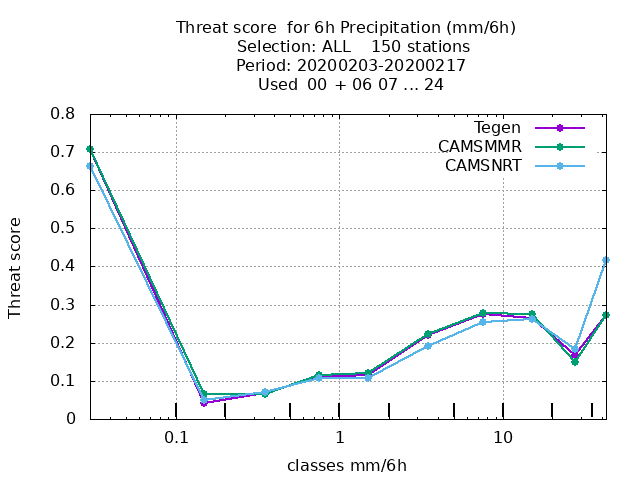 Threat score  for 6h Precipitation (mm/6h)
Selection: ALL    150 stations
Period: 20200203-20200217
Used  00  + 06 07 ... 24
Tegen
CAMSMMR
CAMSNRT
0.8
0.7
0.6
0.5
0.4
0.3
0.2
0.1
0
Threat score
0.1 1 10
classes mm/6h